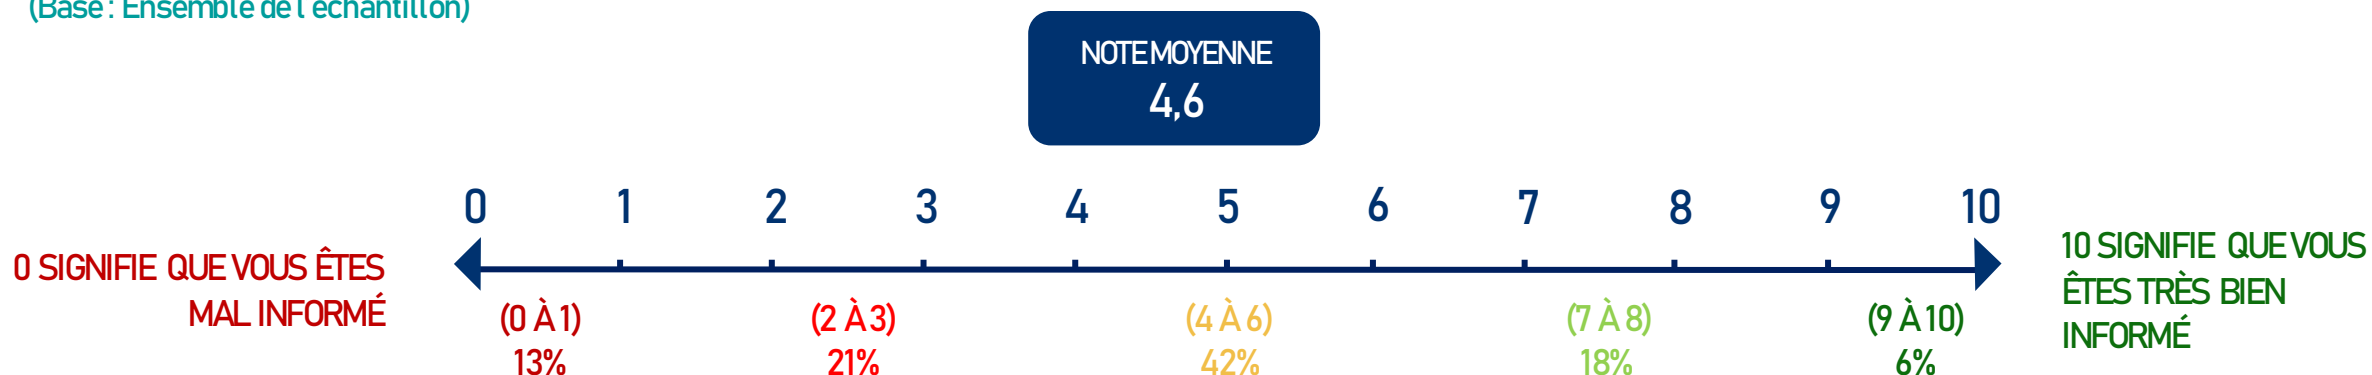 (Base : Ensemble de l'échantillon)
NOTE MOYENNE
4,6
0 1 2 3 4 5 6 7 8 9 10
0 SIGNIFIE QUE VOUS ÊTES
MAL INFORMÉ
10 SIGNIFIE QUE VOUS
ÊTES TRÈS BIEN
INFORMÉ
(0 À 1) (2 À 3) (4 À 6) (7 À 8) (9 À 10)
13% 21% 42% 18% 6%